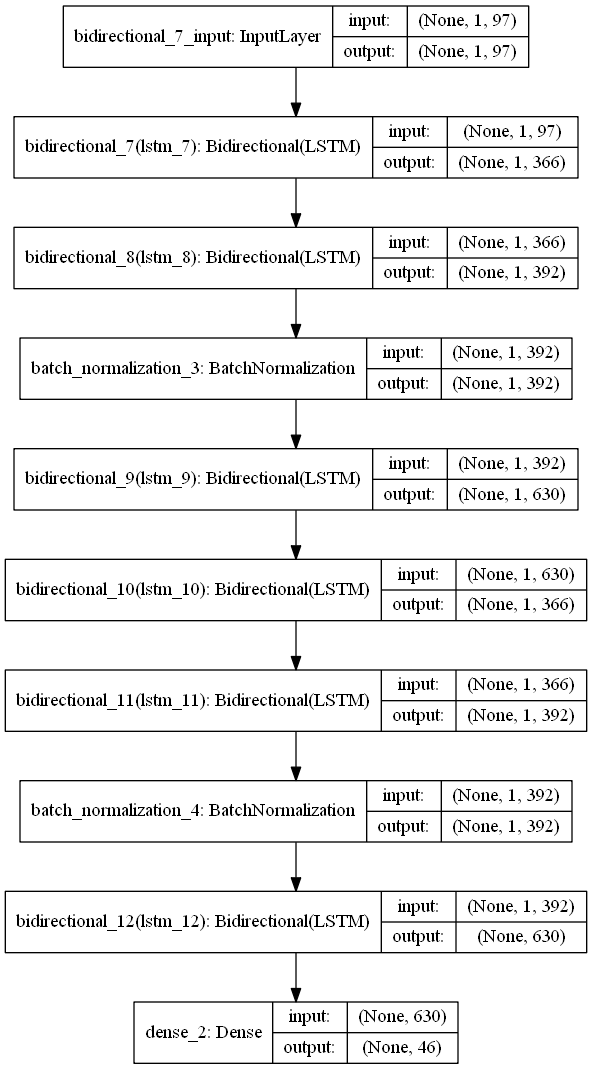 bidirectional_7_input: InputLayer
input: (None, 1, 97)
output: (None, 1, 97)
bidirectional_7(lstm_7): Bidirectional(LSTM)
input: (None, 1, 97)
output: (None, 1, 366)
bidirectional_8(lstm_8): Bidirectional(LSTM)
input: (None, 1, 366)
output: (None, 1, 392)
batch_normalization_3: BatchNormalization
input: (None, 1, 392)
output: (None, 1, 392)
bidirectional_9(lstm_9): Bidirectional(LSTM)
input: (None, 1, 392)
output: (None, 1, 630)
bidirectional_10(lstm_10): Bidirectional(LSTM)
input: (None, 1, 630)
output: (None, 1, 366)
bidirectional_11(lstm_11): Bidirectional(LSTM)
input: (None, 1, 366)
output: (None, 1, 392)
batch_normalization_4: BatchNormalization
input: (None, 1, 392)
output: (None, 1, 392)
bidirectional_12(lstm_12): Bidirectional(LSTM)
input: (None, 1, 392)
output: (None, 630)
dense_2: Dense
input: (None, 630)
output: (None, 46)